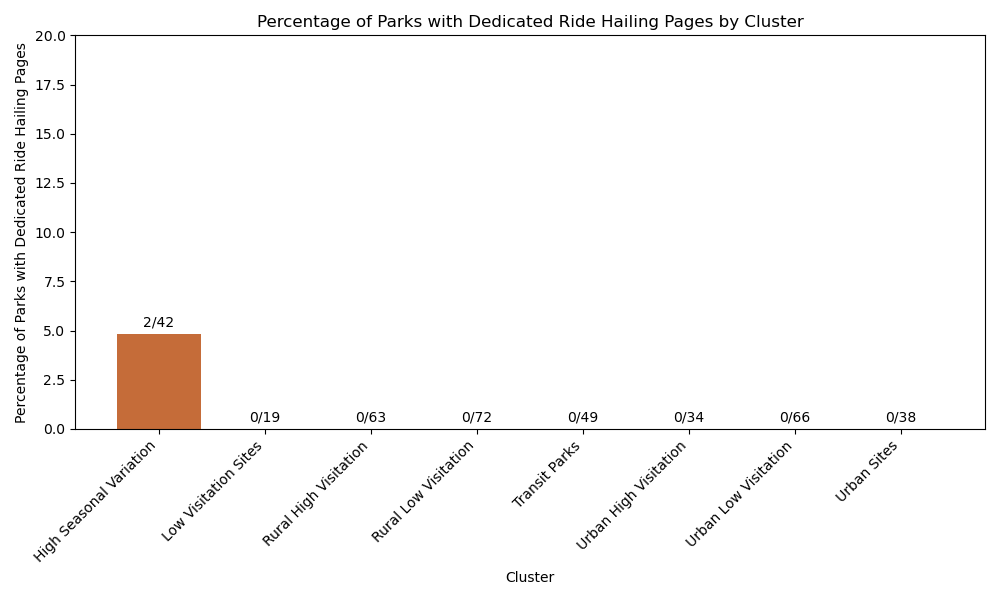 Percentage of Parks with Dedicated Ride Hailing Pages by Cluster
Percentage of Parks with Dedicated Ride Hailing Pages
20.0
17.5
15.0
12.5
10.0
7.5
5.0
2.5
0.0
2/42
0/19
0/63
0/72
0/49
0/34
0/66
0/38
High Seasonal Variation
Low Visitation Sites
Rural High Visitation
Rural Low Visitation
Transit Parks
Urban High Visitation
Urban Low Visitation
Urban Sites
Cluster